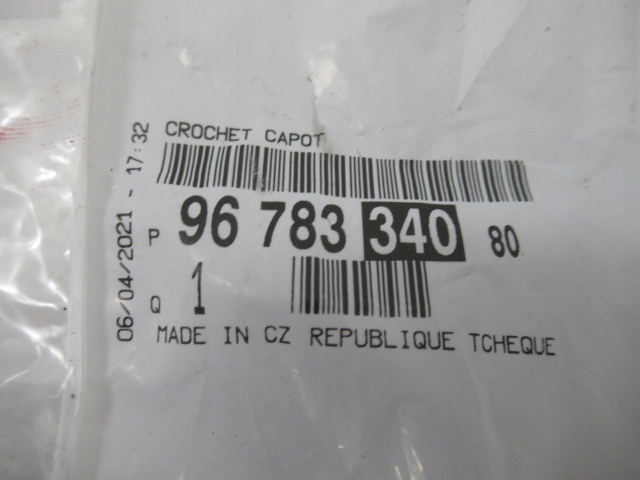 CROCHET CAPOT
P 96 783 340 80
Q 1
MADE IN CZ REPUBLIQUE TCHEQUE
06/04/2021 - 17:32